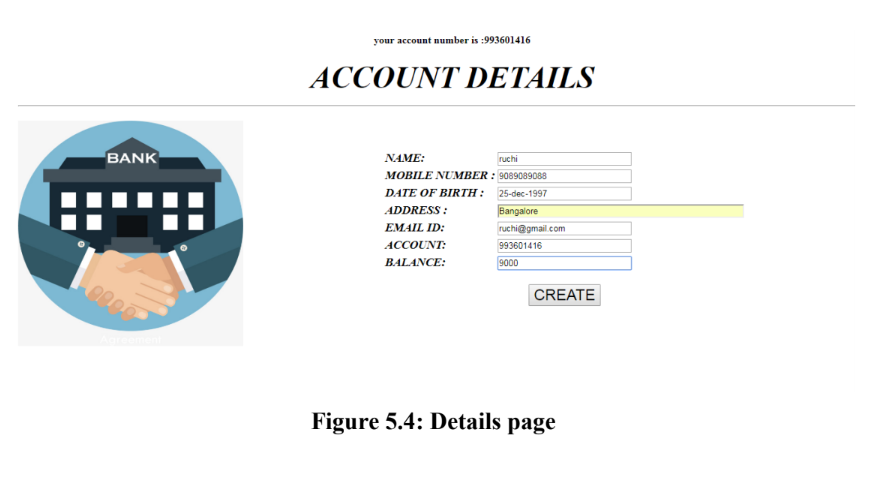 your account number is :993601416
ACCOUNT DETAILS
BANK
NAME: ruchi
MOBILE NUMBER : 9089089088
DATE OF BIRTH : 25-dec-1997
ADDRESS : Bangalore
EMAIL ID: ruchi@gmail.com
ACCOUNT: 993601416
BALANCE: 9000
CREATE
Agreement
Figure 5.4: Details page